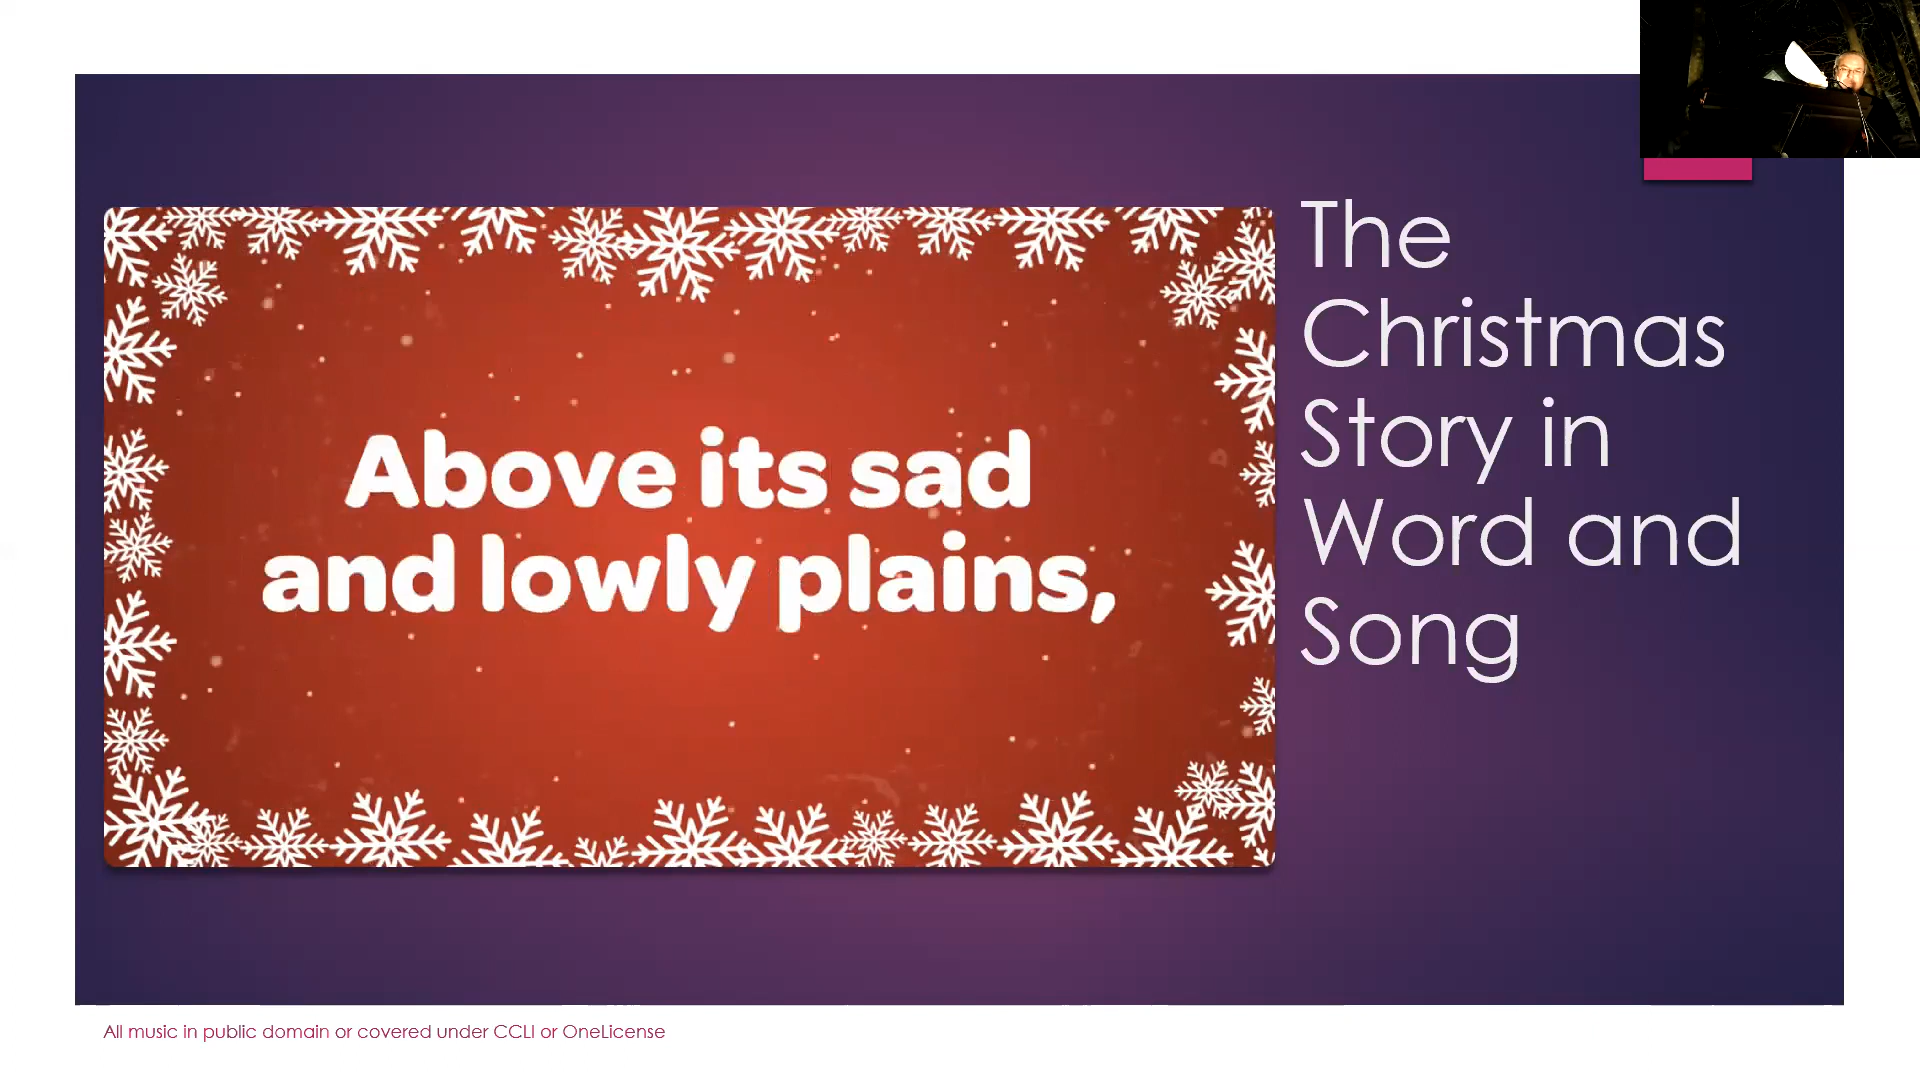 Above its sad
and lowly plains,
The
Christmas
Story in
Word and
Song
All music in public domain or covered under CCLI or OneLicense